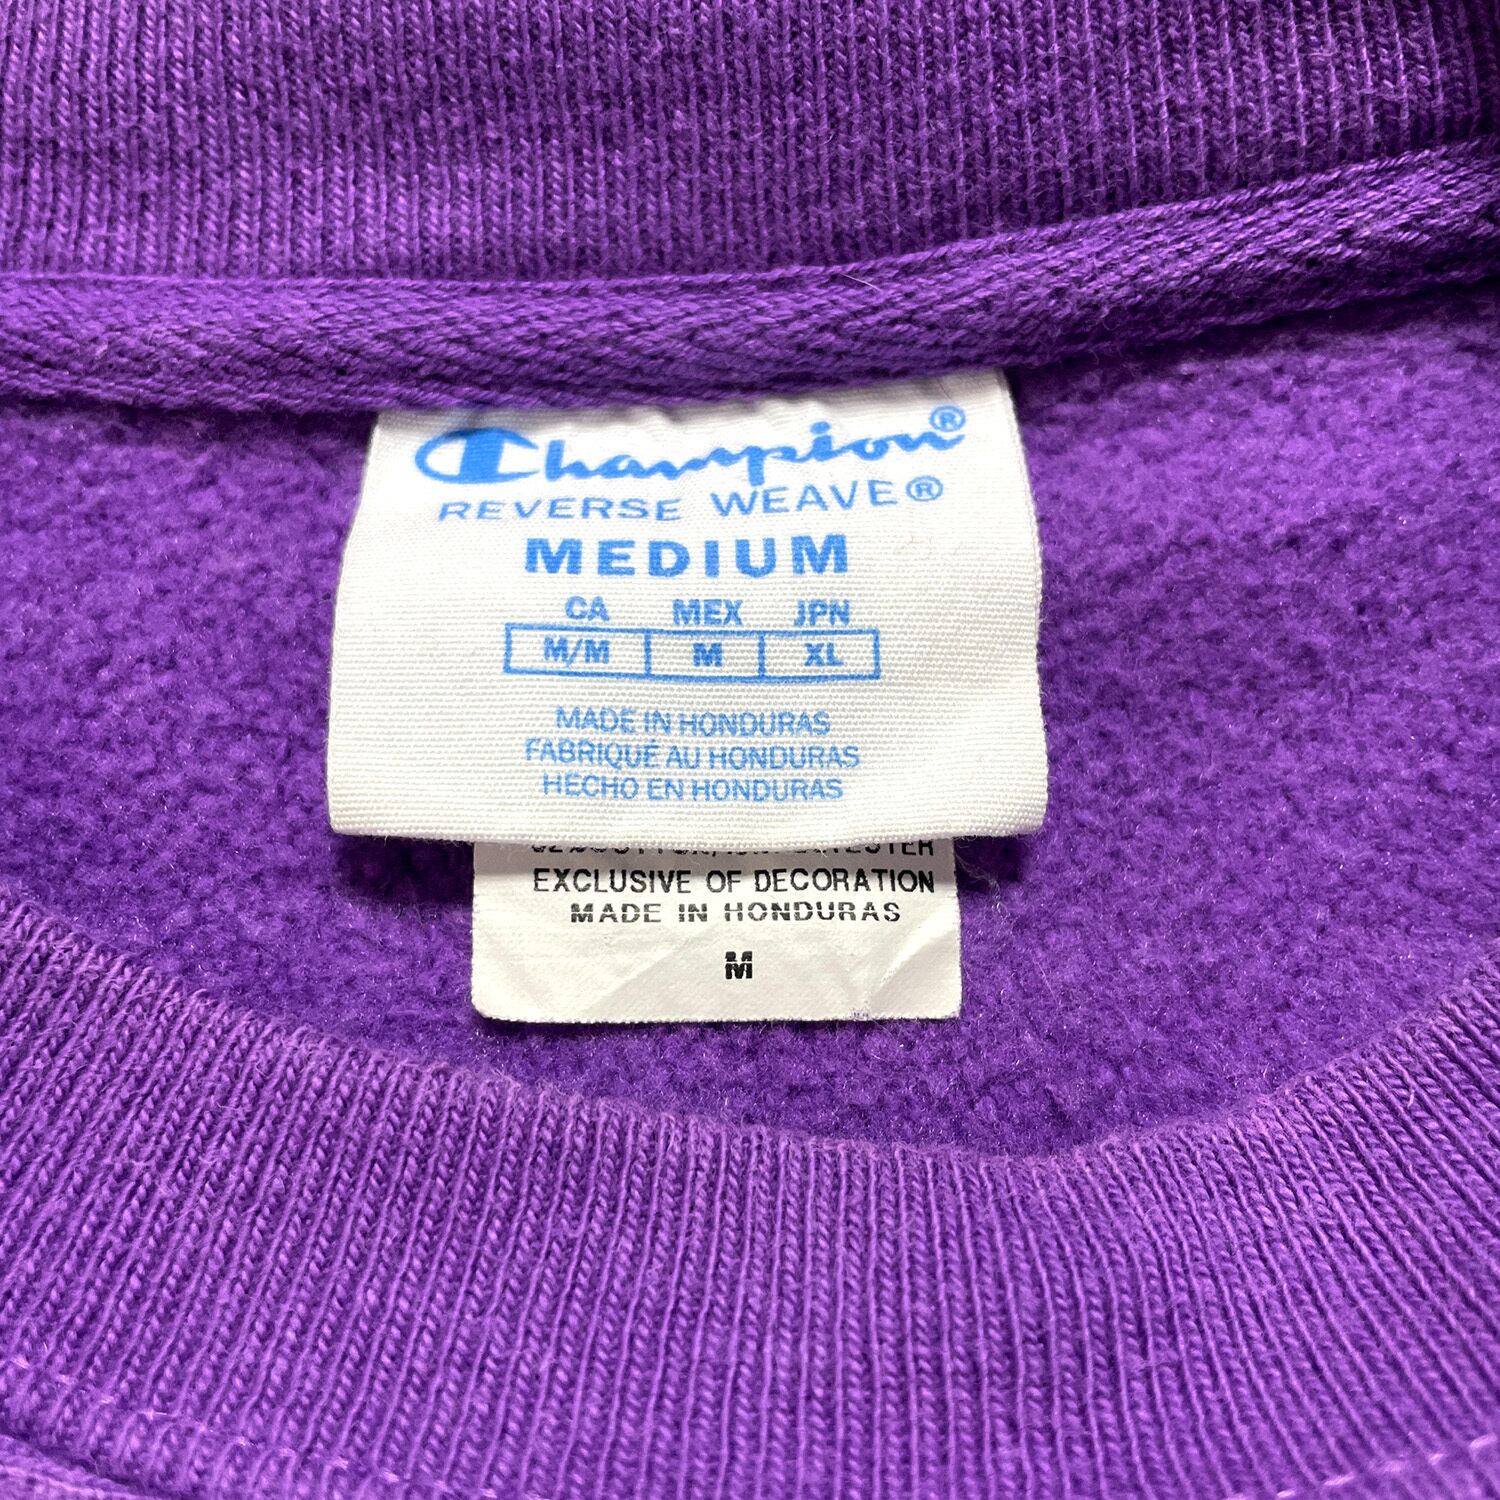 Champion®
REVERSE WEAVE®
MEDIUM
CA MEX JPN
M/M M XL
MADE IN HONDURAS
FABRIQUÉ AU HONDURAS
HECHO EN HONDURAS
EXCLUSIVE OF DECORATION
MADE IN HONDURAS
M